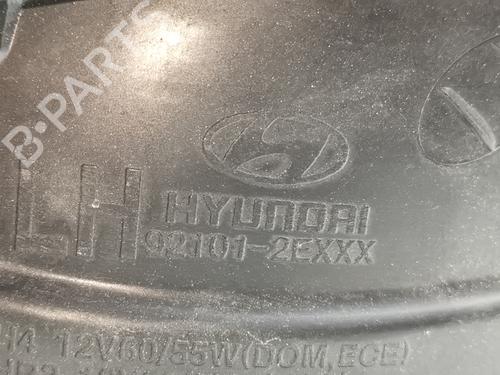 B-PARTS
LH HYUNDAI
92101-2EXXX
H4 12V60/55W(DOM,ECE)